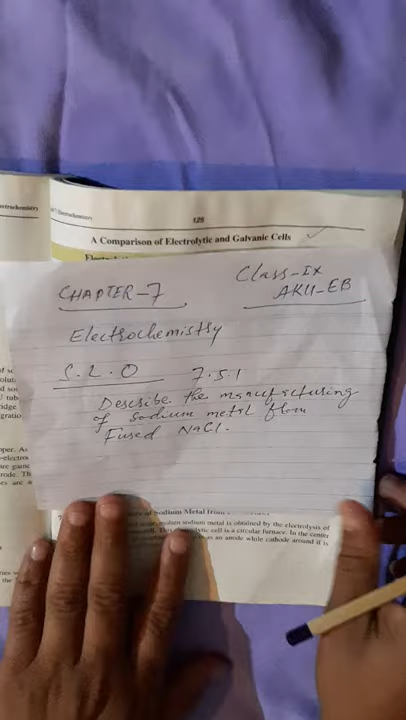 128
A Comparison of Electrolytic and Galvanic Cells
Class-IX
AKU-EB
CHAPTER-7
Electrochemistry
S.L.O 7.5.1
Describe the manufacturing
of sodium metal from
Fused NaCl.
of Sodium Metal from
sodium metal is obtained by the electrolysis of
cell is a circular furnace. In the center
as an anode while cathode around it is